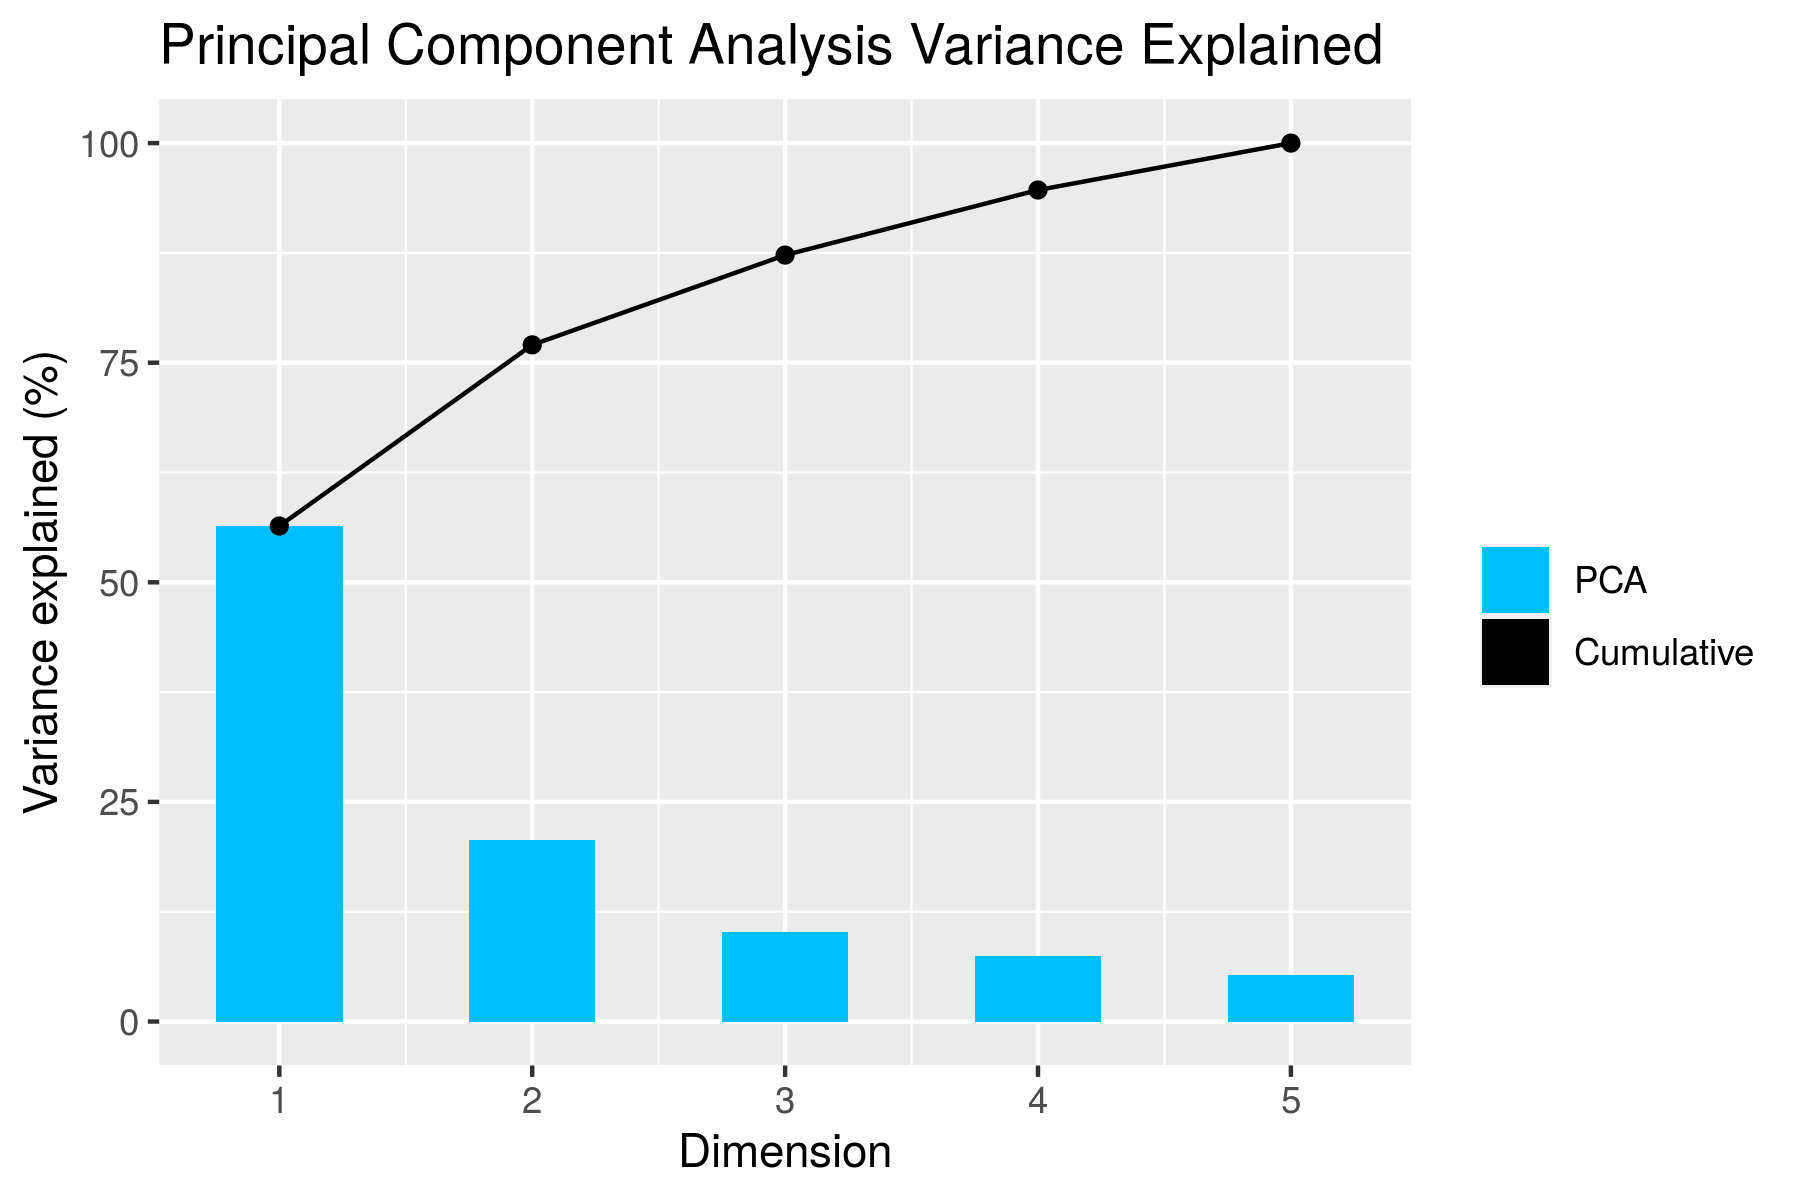 Principal Component Analysis Variance Explained
Variance explained (%)
100
75
50
25
0
1 2 3 4 5
Dimension
PCA
Cumulative